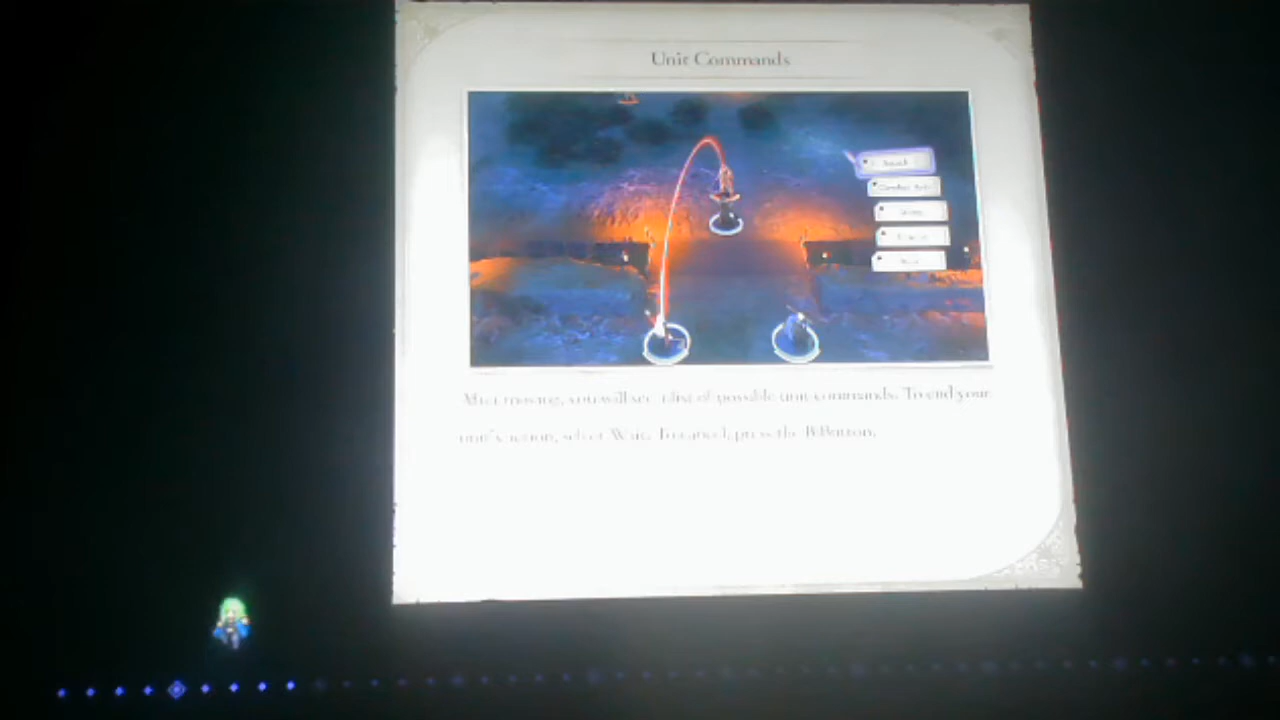 Unit Commands
After moving, you will see a list of possible unit commands. To end your
unit's action, select Wait. To cancel, press the B Button.